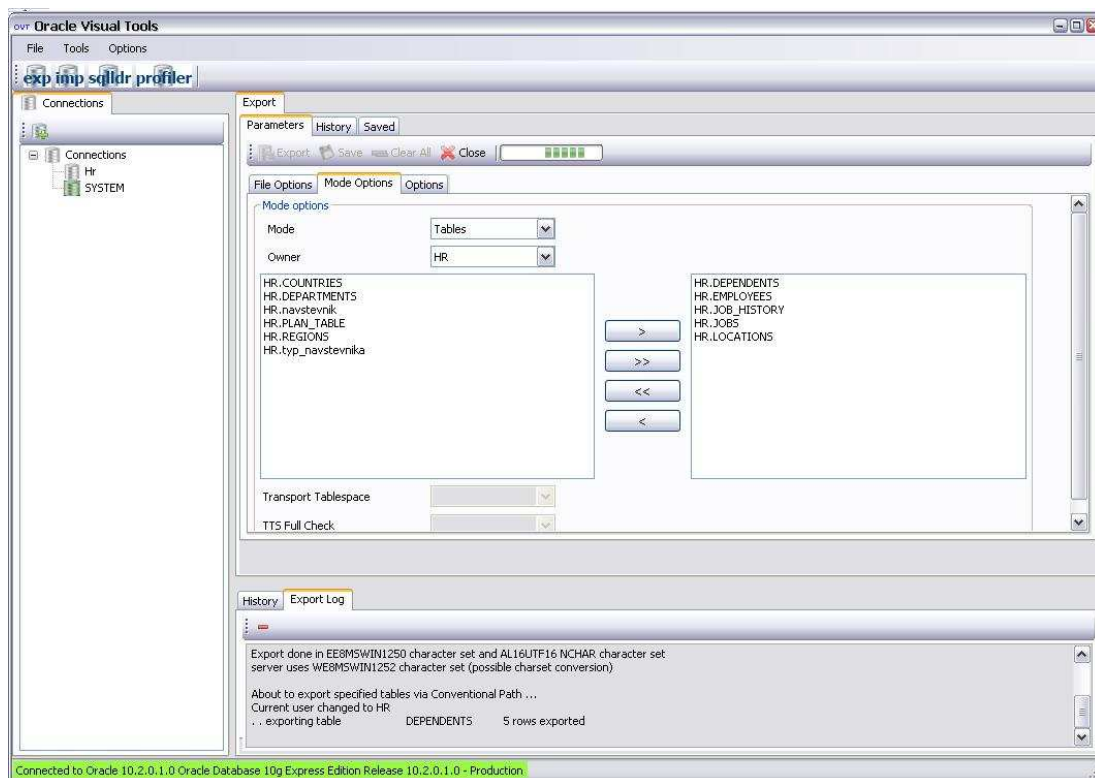 OVT Oracle Visual Tools
File Tools Options
exp imp sqlldr profiler
Connections
Connections
Hr
SYSTEM
Export
Parameters History Saved
Export Save Clear All Close
File Options Mode Options Options
Mode options
Mode Tables
Owner HR
HR.COUNTRIES
HR.DEPARTMENTS
HR.navstevnik
HR.PLAN_TABLE
HR.REGIONS
HR.typ_navstevnika
>
>>
<<
<
HR.DEPENDENTS
HR.EMPLOYEES
HR.JOB_HISTORY
HR.JOBS
HR.LOCATIONS
Transport Tablespace
TTS Full Check
History Export Log
Export done in EE8MSWIN1250 character set and AL16UTF16 NCHAR character set
server uses WE8MSWIN1252 character set (possible charset conversion)
About to export specified tables via Conventional Path ...
Current user changed to HR
. . exporting table DEPENDENTS 5 rows exported
Connected to Oracle 10.2.0.1.0 Oracle Database 10g Express Edition Release 10.2.0.1.0 - Production